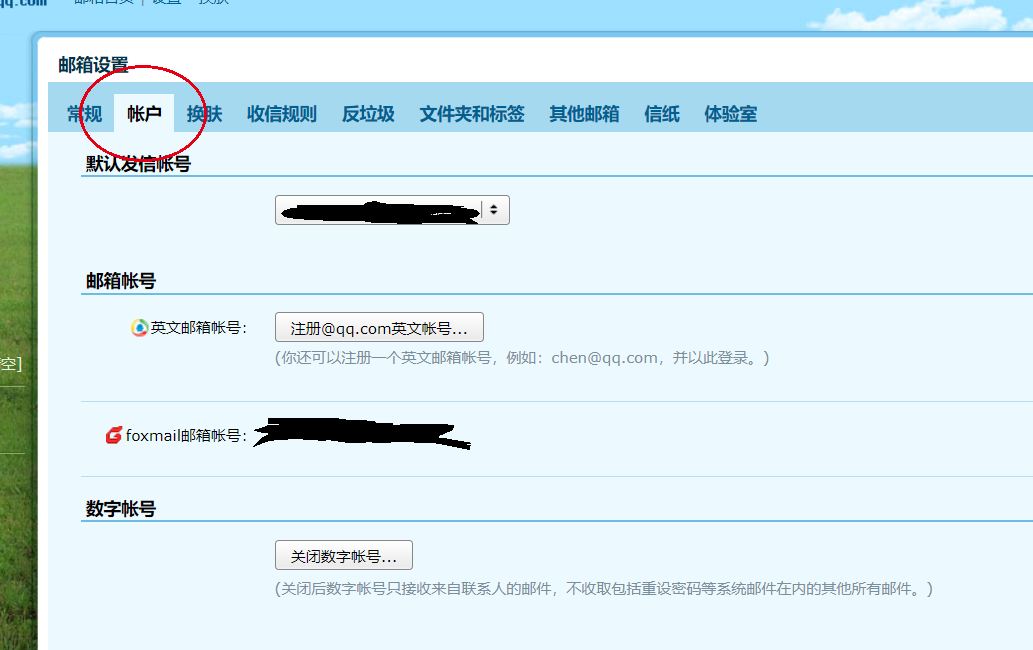 qq.com 邮箱首页 | 设置 - 换肤
邮箱设置
常规 帐户 换肤 收信规则 反垃圾 文件夹和标签 其他邮箱 信纸 体验室
默认发信帐号
邮箱帐号
英文邮箱帐号： 注册@qq.com英文帐号...
(你还可以注册一个英文邮箱帐号，例如：chen@qq.com，并以此登录。)
空]
foxmail邮箱帐号：
数字帐号
关闭数字帐号...
(关闭后数字帐号只接收来自联系人的邮件，不收取包括重设密码等系统邮件在内的其他所有邮件。)